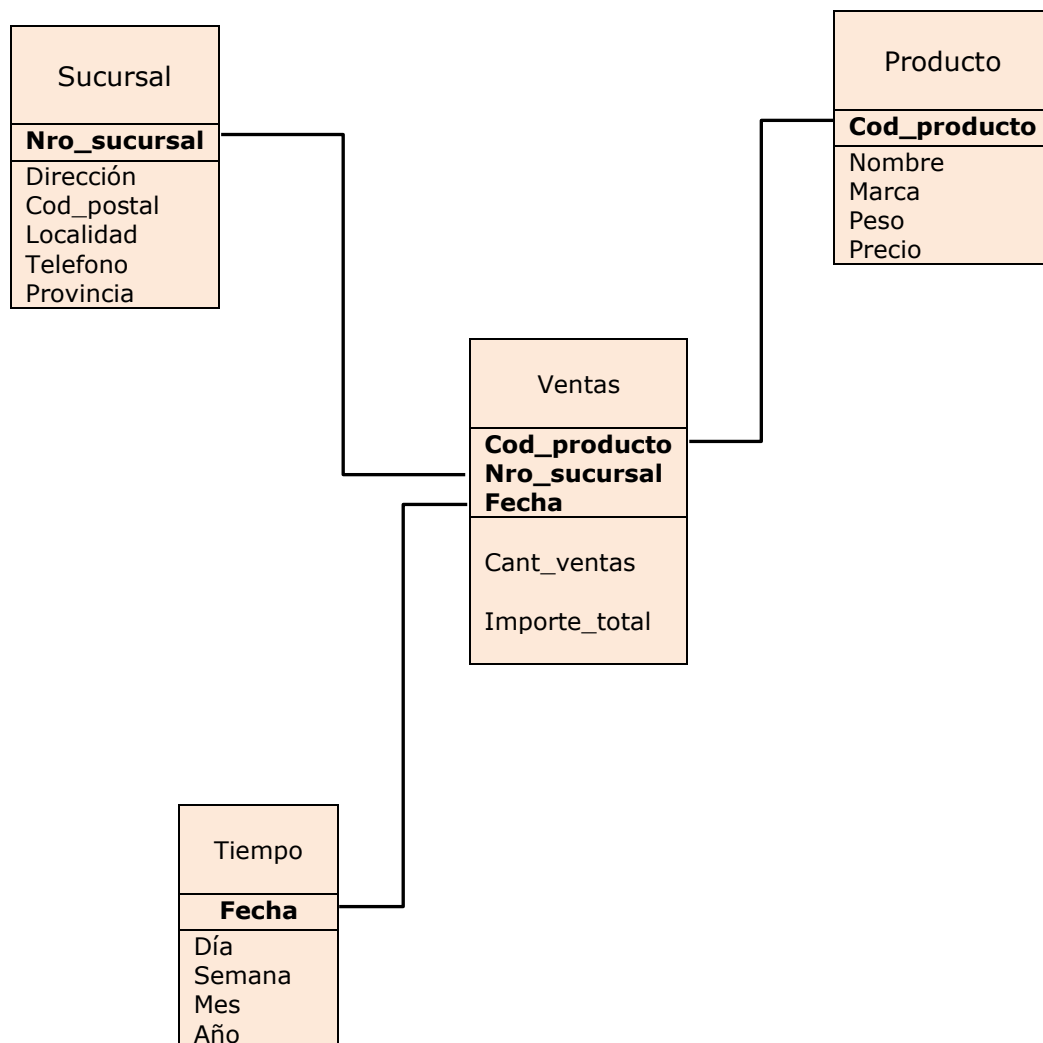 Sucursal
Nro_sucursal
Dirección
Cod_postal
Localidad
Telefono
Provincia
Producto
Cod_producto
Nombre
Marca
Peso
Precio
Ventas
Cod_producto
Nro_sucursal
Fecha
Cant_ventas
Importe_total
Tiempo
Fecha
Día
Semana
Mes
Año